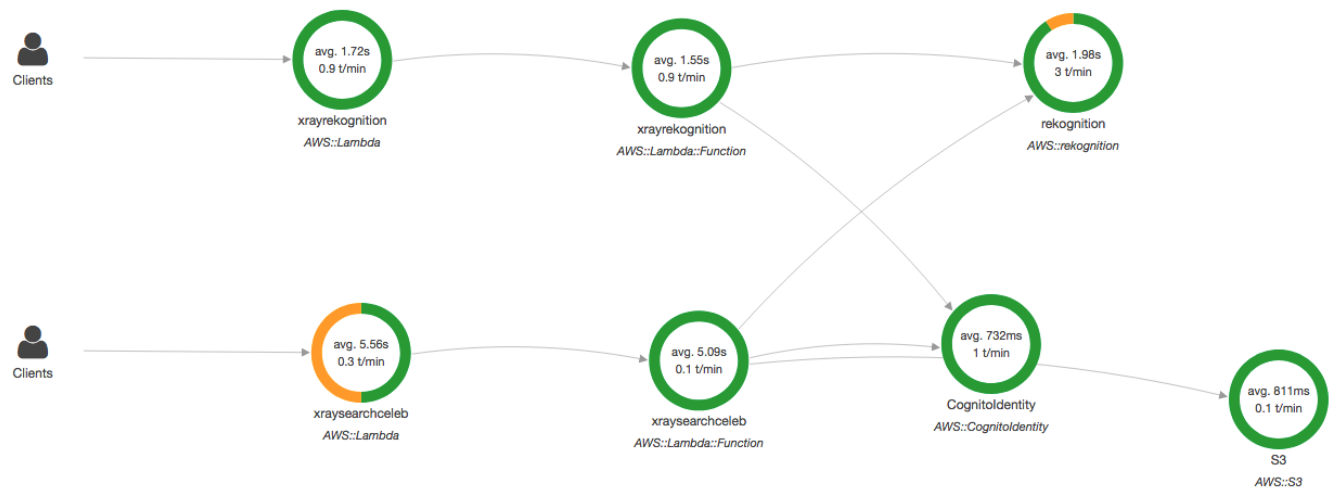 Clients
avg. 1.72s
0.9 t/min
xrayrekognition
AWS::Lambda
avg. 1.55s
0.9 t/min
xrayrekognition
AWS::Lambda::Function
avg. 1.98s
3 t/min
rekognition
AWS::rekognition
Clients
avg. 5.56s
0.3 t/min
xraysearchceleb
AWS::Lambda
avg. 5.09s
0.1 t/min
xraysearchceleb
AWS::Lambda::Function
avg. 732ms
1 t/min
CognitoIdentity
AWS::CognitoIdentity
avg. 811ms
0.1 t/min
S3
AWS::S3